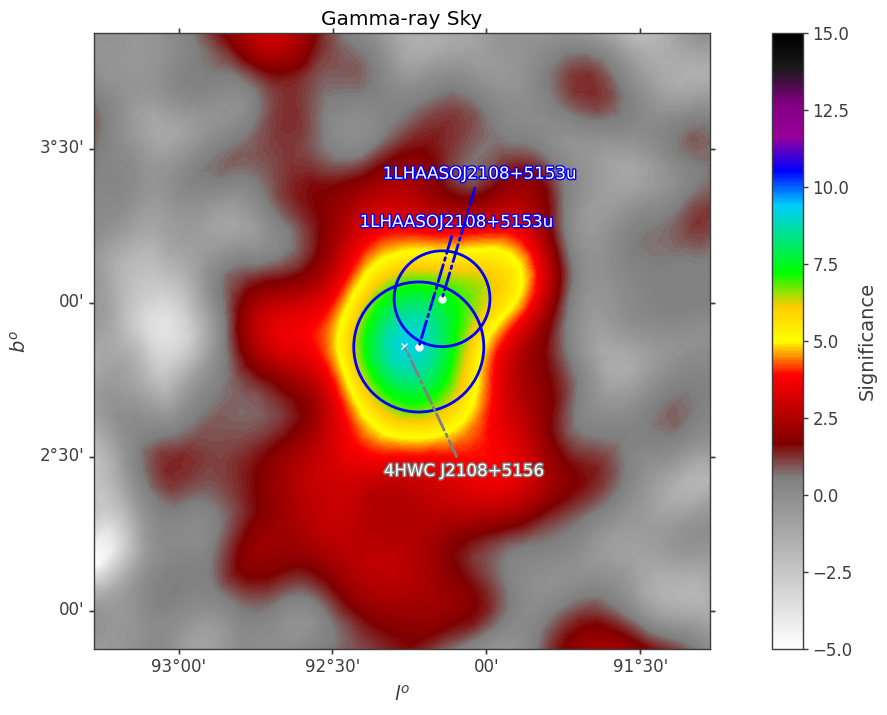 Gamma-ray Sky
15.0
12.5
10.0
7.5
5.0
2.5
0.0
−2.5
−5.0
Significance
3°30'
00'
2°30'
00'
b^o
1LHAASOJ2108+5153u
1LHAASOJ2108+5153u
4HWC J2108+5156
93°00'
92°30'
00'
91°30'
l^o